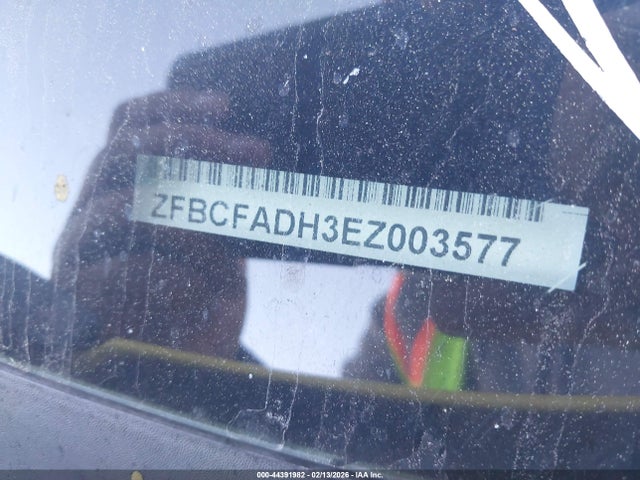 ZFBCFADH3EZ003577
000-44391982 - 02/13/2026 - IAA Inc.